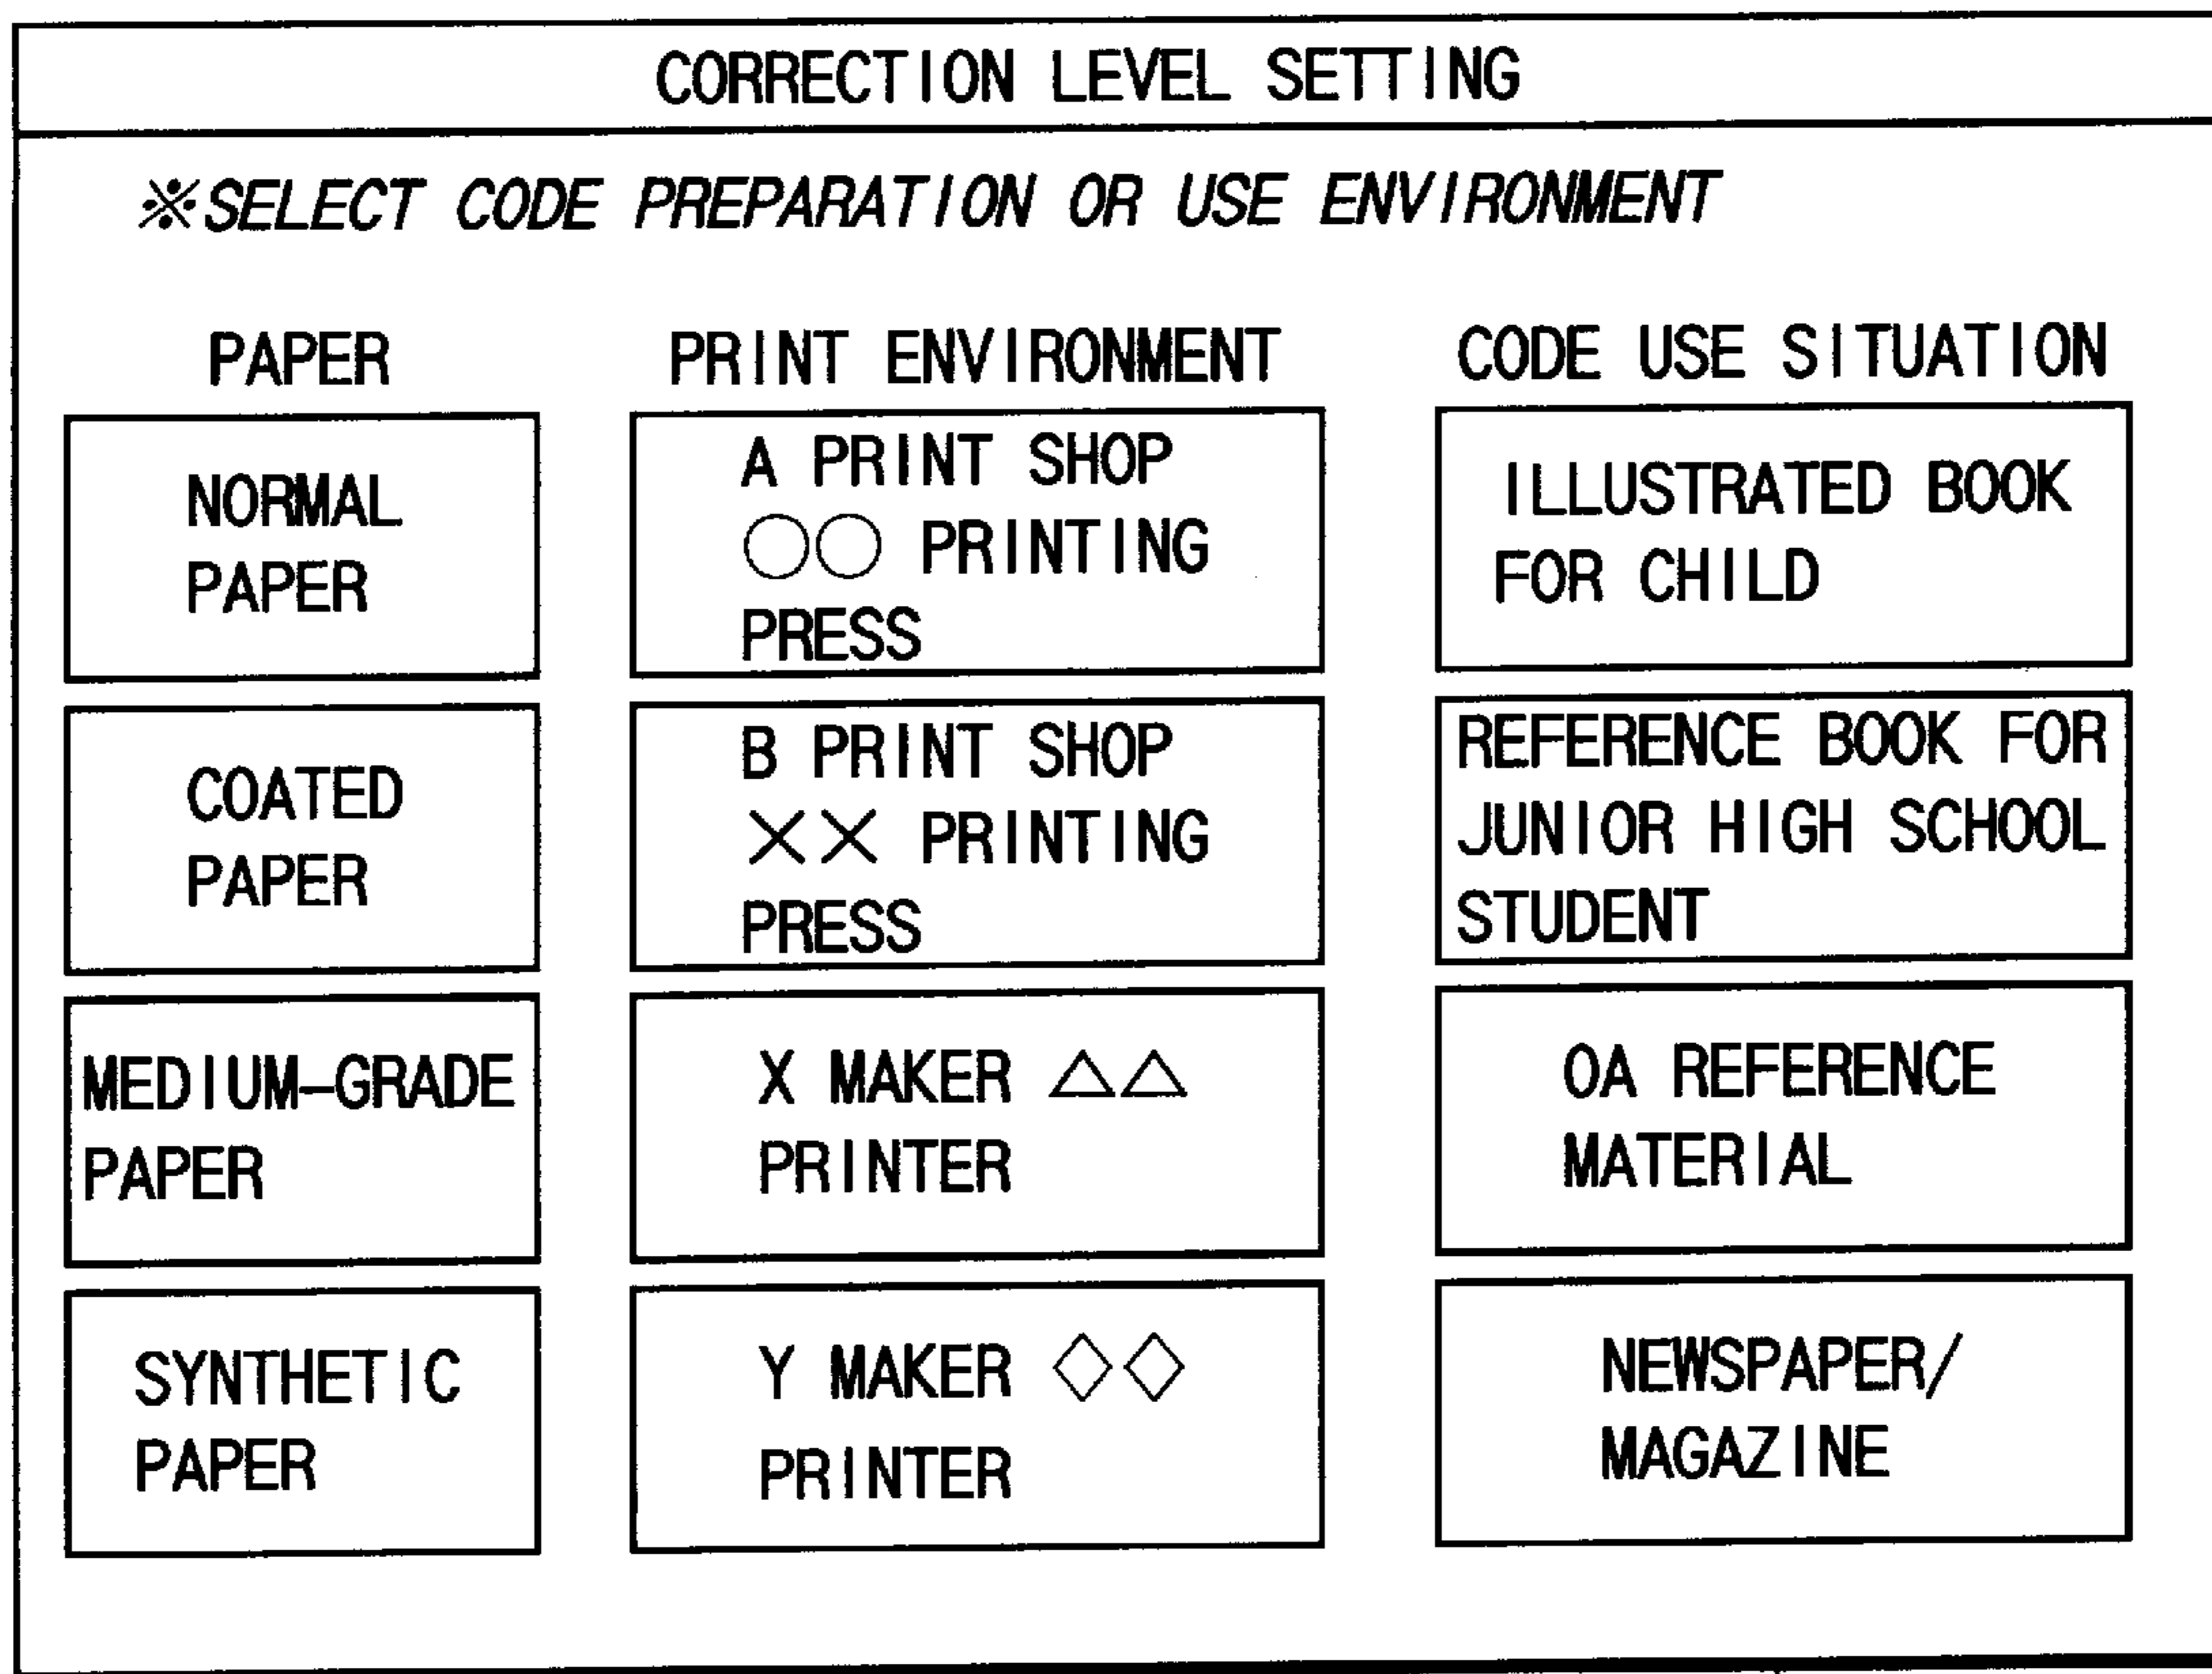 CORRECTION LEVEL SETTING
※SELECT CODE PREPARATION OR USE ENVIRONMENT
PAPER
NORMAL
PAPER
COATED
PAPER
MEDIUM-GRADE
PAPER
SYNTHETIC
PAPER
PRINT ENVIRONMENT
A PRINT SHOP
○○ PRINTING
PRESS
B PRINT SHOP
×× PRINTING
PRESS
X MAKER △△
PRINTER
Y MAKER ◇◇
PRINTER
CODE USE SITUATION
ILLUSTRATED BOOK
FOR CHILD
REFERENCE BOOK FOR
JUNIOR HIGH SCHOOL
STUDENT
OA REFERENCE
MATERIAL
NEWSPAPER/
MAGAZINE